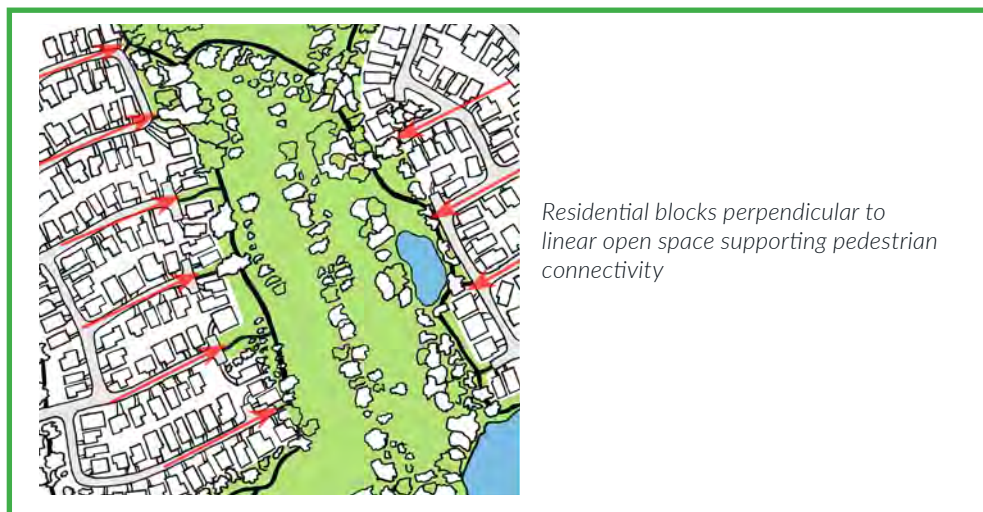 Residential blocks perpendicular to
linear open space supporting pedestrian
connectivity